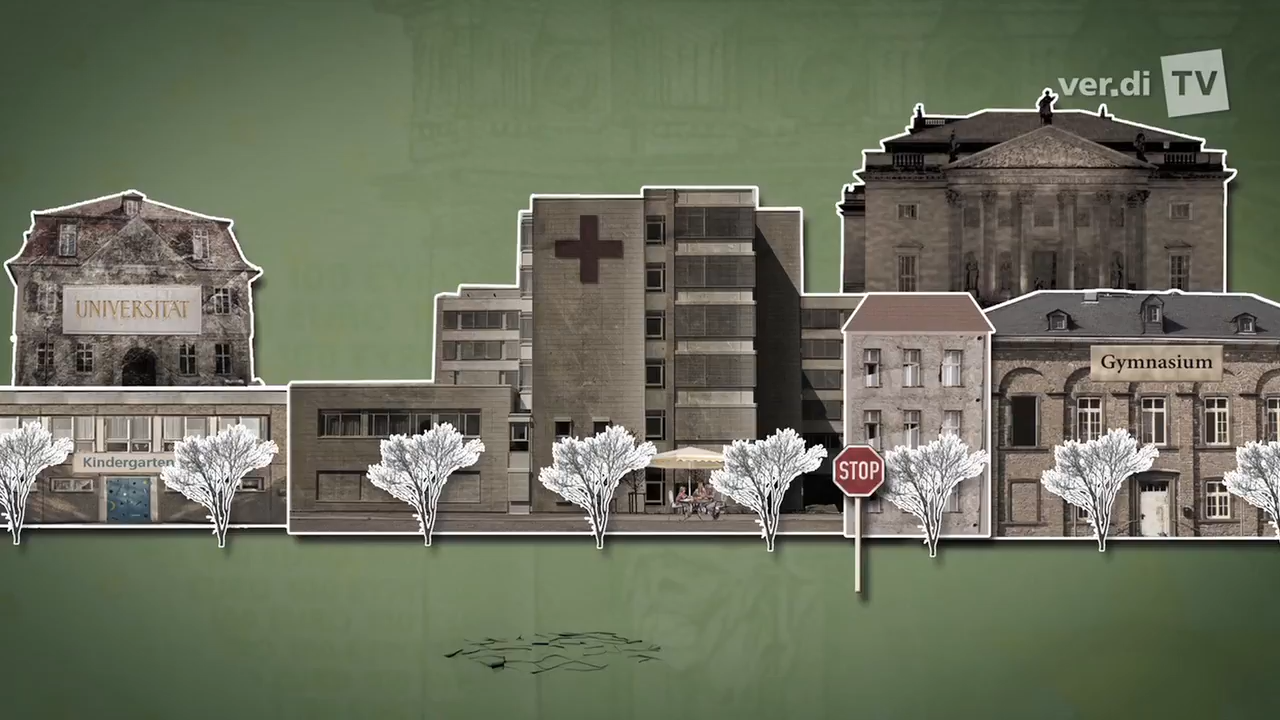 ver.di TV
UNIVERSITÄT
Gymnasium
Kindergarten
STOP